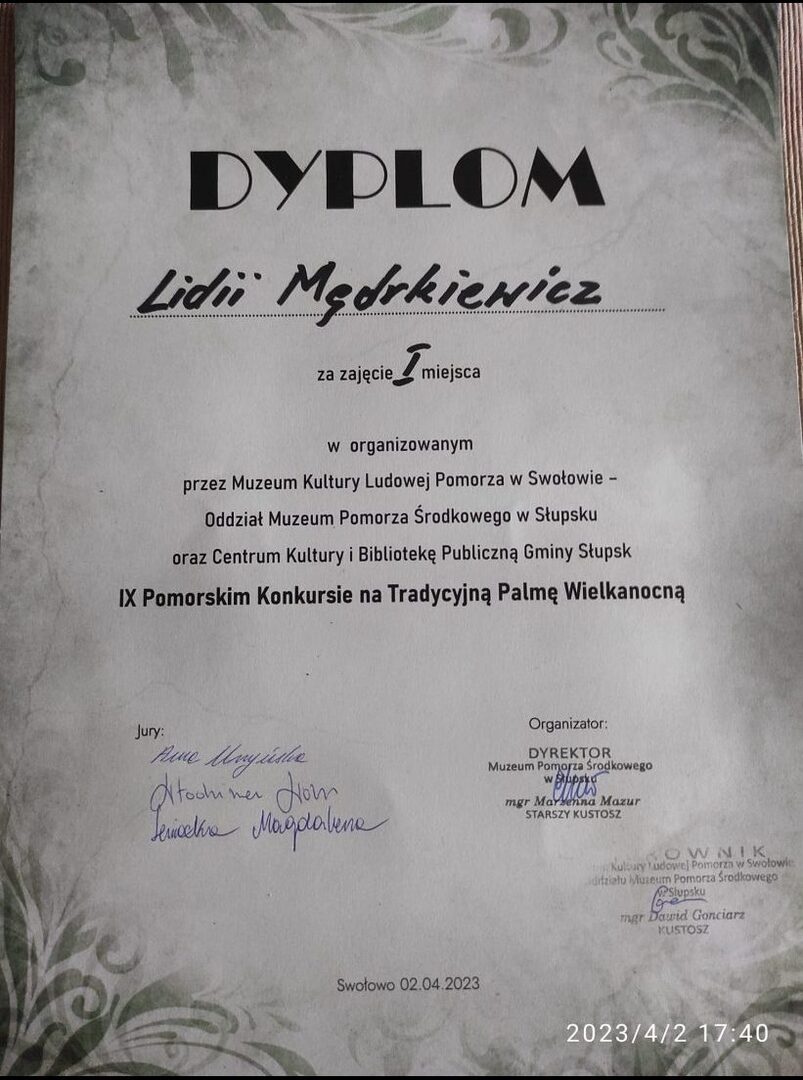 DYPLOM
Lidii Mędrkiewicz
za zajęcie I miejsca
w organizowanym
przez Muzeum Kultury Ludowej Pomorza w Swołowie –
Oddział Muzeum Pomorza Środkowego w Słupsku
oraz Centrum Kultury i Bibliotekę Publiczną Gminy Słupsk
IX Pomorskim Konkursie na Tradycyjną Palmę Wielkanocną
Jury:
Magdalena
Organizator:
DYREKTOR
Muzeum Pomorza Środkowego
w Słupsku
mgr Marzenna Mazur
STARSZY KUSTOSZ
Kultury Ludowej Pomorza w Swołowie
Muzeum Pomorza Środkowego
w Słupsku
mgr Dawid Gonciarz
KUSTOSZ
Swołowo 02.04.2023
2023/4/2 17:40